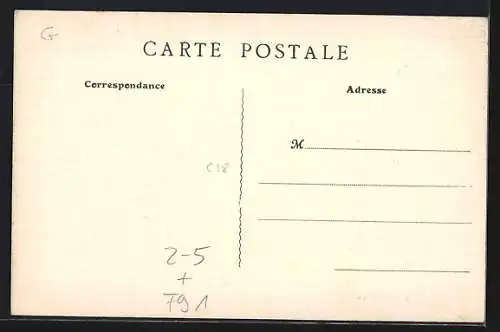 CARTE POSTALE
Correspondance
Adresse
M
C18
2-5
+
791